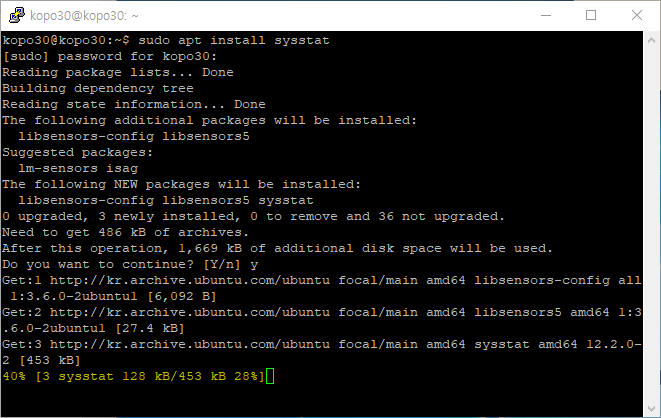 kopo30@kopo30: ~
kopo30@kopo30:~$ sudo apt install sysstat
[sudo] password for kopo30:
Reading package lists... Done
Building dependency tree
Reading state information... Done
The following additional packages will be installed:
  libsensors-config libsensors5
Suggested packages:
  lm-sensors isag
The following NEW packages will be installed:
  libsensors-config libsensors5 sysstat
0 upgraded, 3 newly installed, 0 to remove and 36 not upgraded.
Need to get 486 kB of archives.
After this operation, 1,669 kB of additional disk space will be used.
Do you want to continue? [Y/n] y
Get:1 http://kr.archive.ubuntu.com/ubuntu focal/main amd64 libsensors-config all
 1:3.6.0-2ubuntu1 [6,092 B]
Get:2 http://kr.archive.ubuntu.com/ubuntu focal/main amd64 libsensors5 amd64 1:3
.6.0-2ubuntu1 [27.4 kB]
Get:3 http://kr.archive.ubuntu.com/ubuntu focal/main amd64 sysstat amd64 12.2.0-
2 [453 kB]
40% [3 sysstat 128 kB/453 kB 28%]